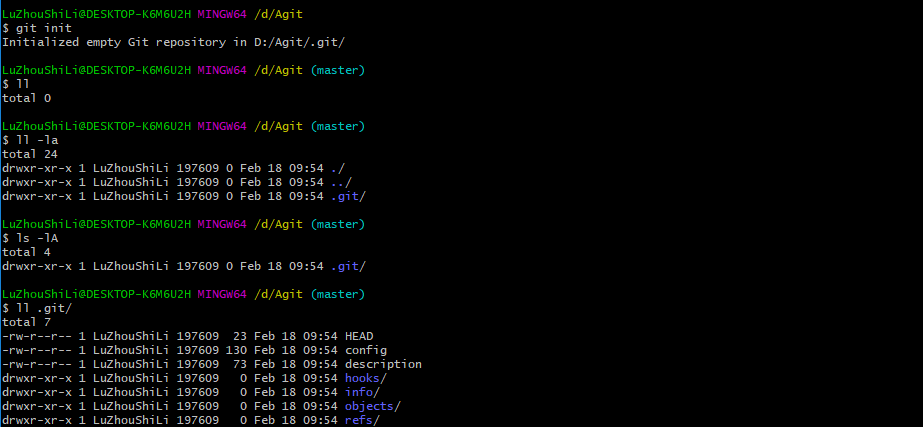 LuZhouShiLi@DESKTOP-K6M6U2H MINGW64 /d/Agit
$ git init
Initialized empty Git repository in D:/Agit/.git/
LuZhouShiLi@DESKTOP-K6M6U2H MINGW64 /d/Agit (master)
$ ll
total 0
LuZhouShiLi@DESKTOP-K6M6U2H MINGW64 /d/Agit (master)
$ ll -la
total 24
drwxr-xr-x 1 LuZhouShiLi 197609 0 Feb 18 09:54 ./
drwxr-xr-x 1 LuZhouShiLi 197609 0 Feb 18 09:54 ../
drwxr-xr-x 1 LuZhouShiLi 197609 0 Feb 18 09:54 .git/
LuZhouShiLi@DESKTOP-K6M6U2H MINGW64 /d/Agit (master)
$ ls -lA
total 4
drwxr-xr-x 1 LuZhouShiLi 197609 0 Feb 18 09:54 .git/
LuZhouShiLi@DESKTOP-K6M6U2H MINGW64 /d/Agit (master)
$ ll .git/
total 7
-rw-r--r-- 1 LuZhouShiLi 197609  23 Feb 18 09:54 HEAD
-rw-r--r-- 1 LuZhouShiLi 197609 130 Feb 18 09:54 config
-rw-r--r-- 1 LuZhouShiLi 197609  73 Feb 18 09:54 description
drwxr-xr-x 1 LuZhouShiLi 197609   0 Feb 18 09:54 hooks/
drwxr-xr-x 1 LuZhouShiLi 197609   0 Feb 18 09:54 info/
drwxr-xr-x 1 LuZhouShiLi 197609   0 Feb 18 09:54 objects/
drwxr-xr-x 1 LuZhouShiLi 197609   0 Feb 18 09:54 refs/